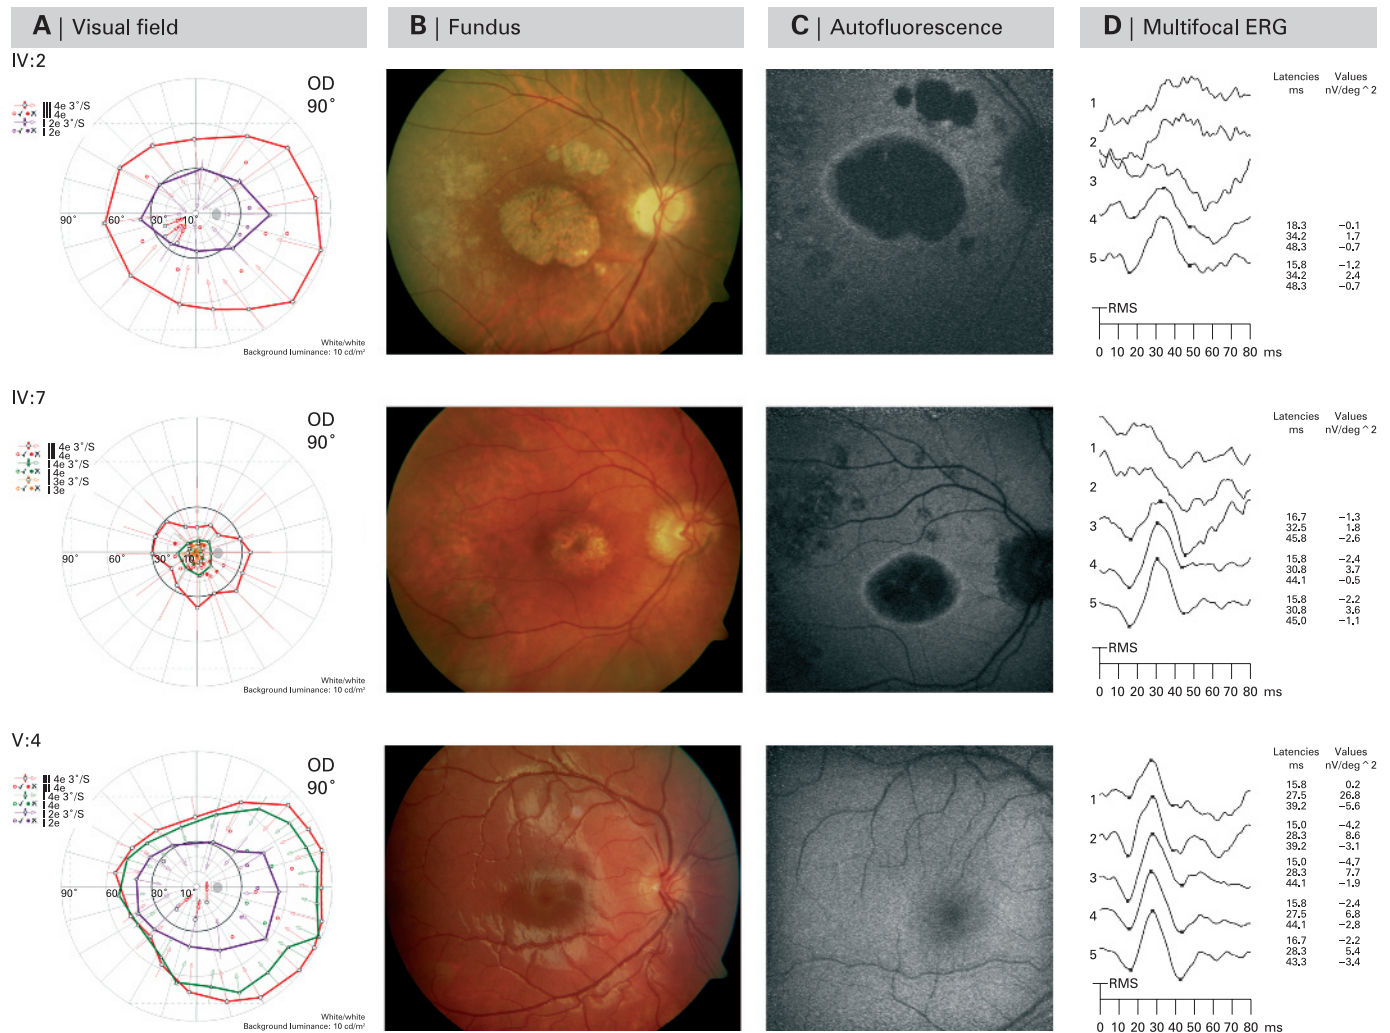 A | Visual field
B | Fundus
C | Autofluorescence
D | Multifocal ERG
IV:2
OD
90°
4e 3°/S
4e
2e 3°/S
2e
90° 60° 30° 10°
White/white
Background luminance: 10 cd/m²
Latencies Values
ms nV/deg^2
1
2
3
4
18.3 −0.1
34.2 1.7
48.3 −0.7
5
15.8 −1.2
34.2 2.4
48.3 −0.7
RMS
0 10 20 30 40 50 60 70 80 ms
IV:7
OD
90°
4e 3°/S
4e
4e 3°/S
4e
3e 3°/S
3e
90° 60° 30° 10°
White/white
Background luminance: 10 cd/m²
Latencies Values
ms nV/deg^2
1
2
3
16.7 −1.3
32.5 1.8
45.8 −2.6
4
15.8 −2.4
30.8 3.7
44.1 −0.5
5
15.8 −2.2
30.8 3.6
45.0 −1.1
RMS
0 10 20 30 40 50 60 70 80 ms
V:4
OD
90°
4e 3°/S
4e
4e 3°/S
4e
2e 3°/S
2e
90° 60° 30° 10°
White/white
Background luminance: 10 cd/m²
Latencies Values
ms nV/deg^2
1
15.8 0.2
27.5 26.8
39.2 −5.6
2
15.0 −4.2
28.3 8.6
39.2 −3.1
3
15.0 −4.7
28.3 7.7
44.1 −1.9
4
15.8 −2.4
27.5 6.8
44.1 −2.8
5
16.7 −2.2
28.3 5.4
43.3 −3.4
RMS
0 10 20 30 40 50 60 70 80 ms